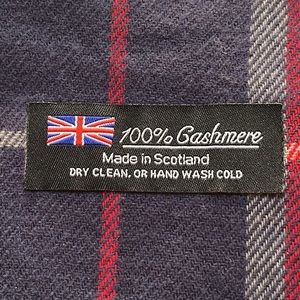 100% Cashmere
Made in Scotland
DRY CLEAN, OR HAND WASH COLD